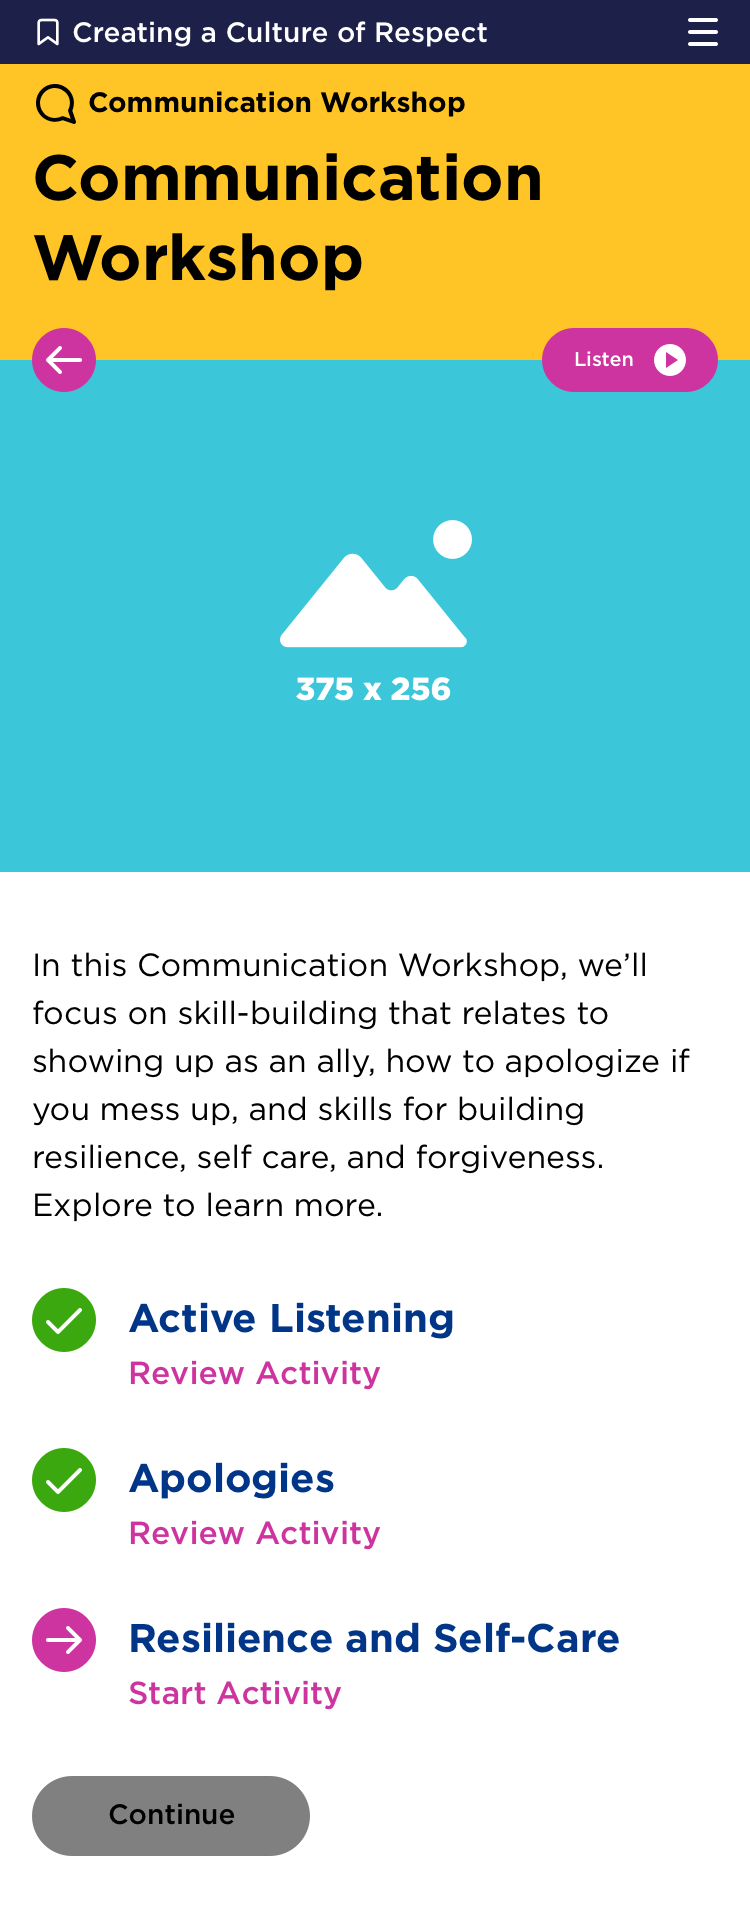 Creating a Culture of Respect
Communication Workshop
Communication
Workshop
Listen
375 x 256
In this Communication Workshop, we’ll
focus on skill-building that relates to
showing up as an ally, how to apologize if
you mess up, and skills for building
resilience, self care, and forgiveness.
Explore to learn more.
Active Listening
Review Activity
Apologies
Review Activity
Resilience and Self-Care
Start Activity
Continue